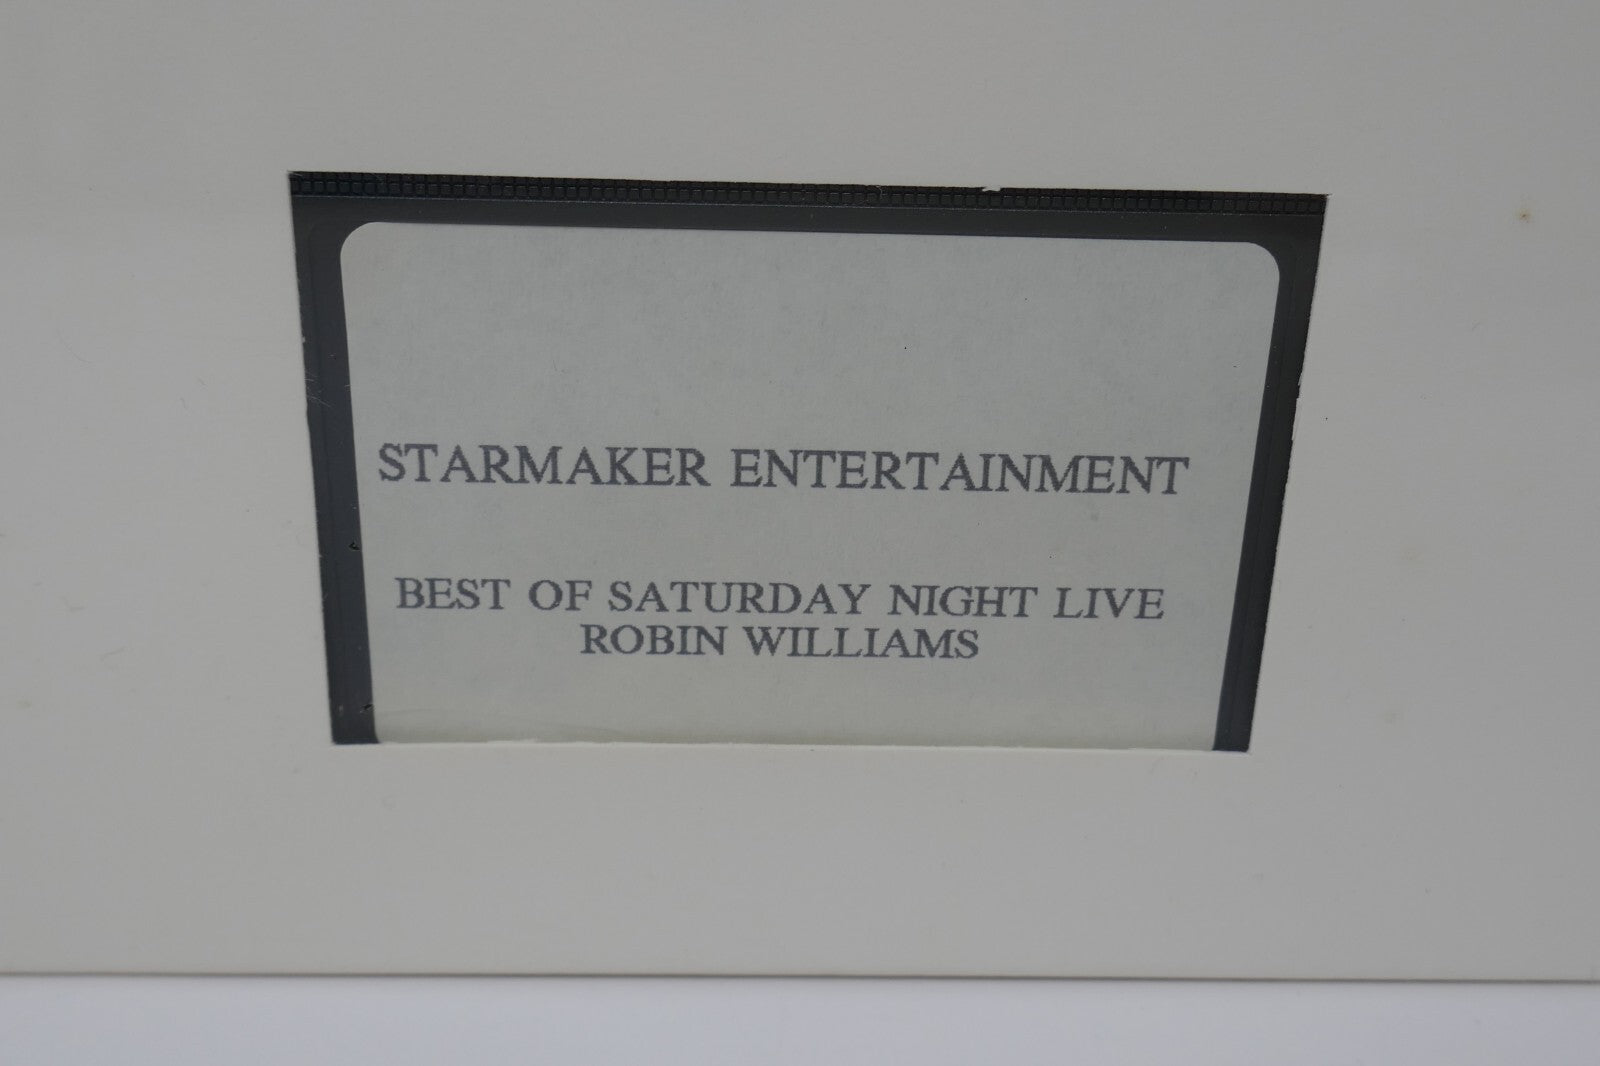 STARMAKER ENTERTAINMENT
BEST OF SATURDAY NIGHT LIVE
ROBIN WILLIAMS